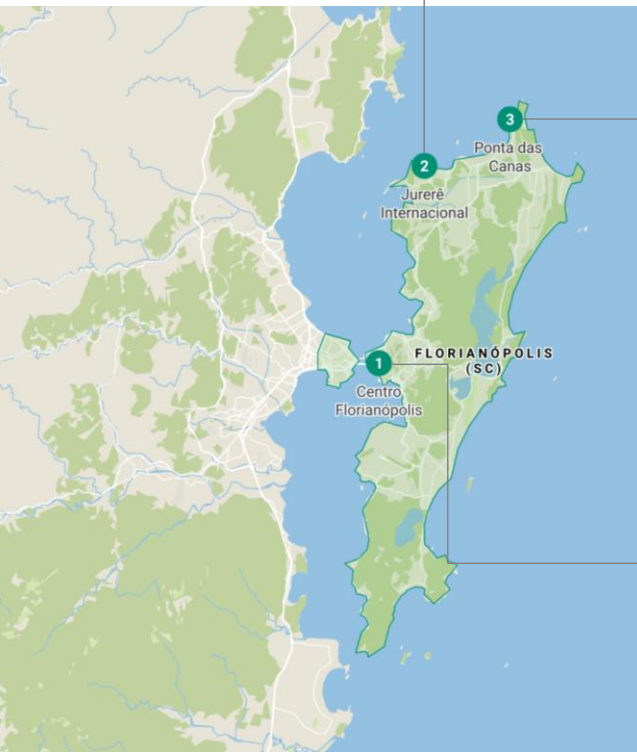 3
Ponta das
Canas
2
Jurerê
Internacional
FLORIANÓPOLIS
(SC)
1
Centro
Florianópolis